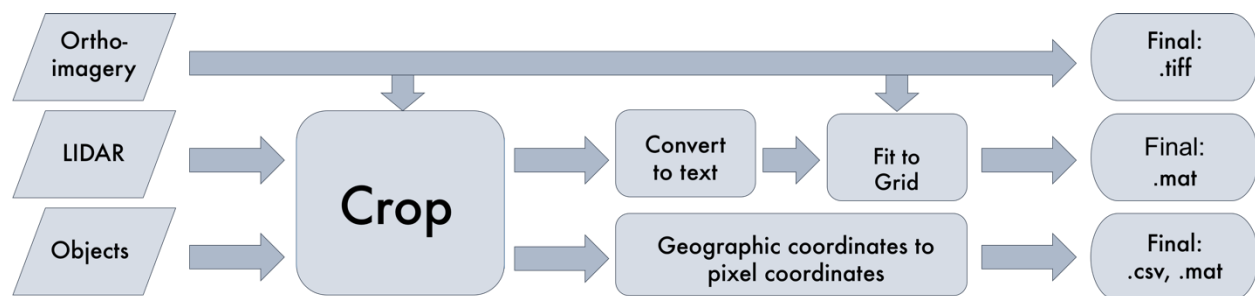 Ortho-
imagery
Final:
.tiff
LIDAR
Crop
Convert
to text
Fit to
Grid
Final:
.mat
Objects
Geographic coordinates to
pixel coordinates
Final:
.csv, .mat